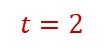 t = 2